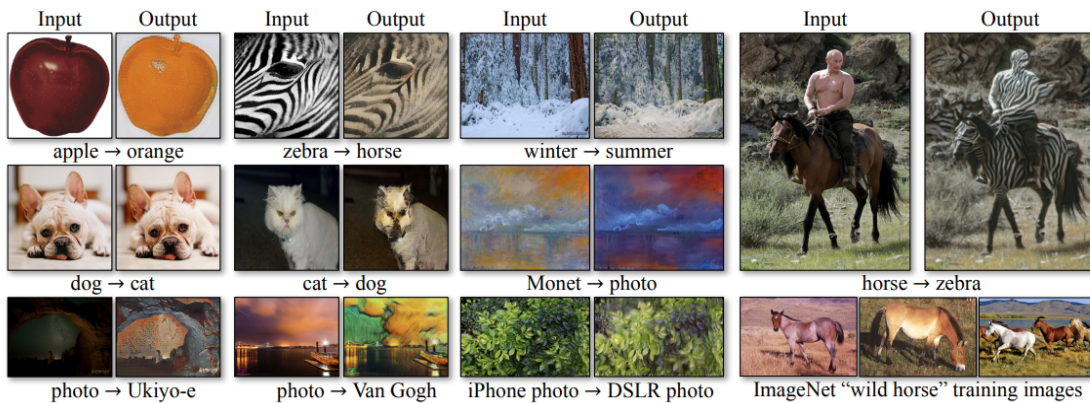 Input Output Input Output Input Output Input Output
apple → orange zebra → horse winter → summer
dog → cat cat → dog Monet → photo horse → zebra
photo → Ukiyo-e photo → Van Gogh iPhone photo → DSLR photo ImageNet “wild horse” training images